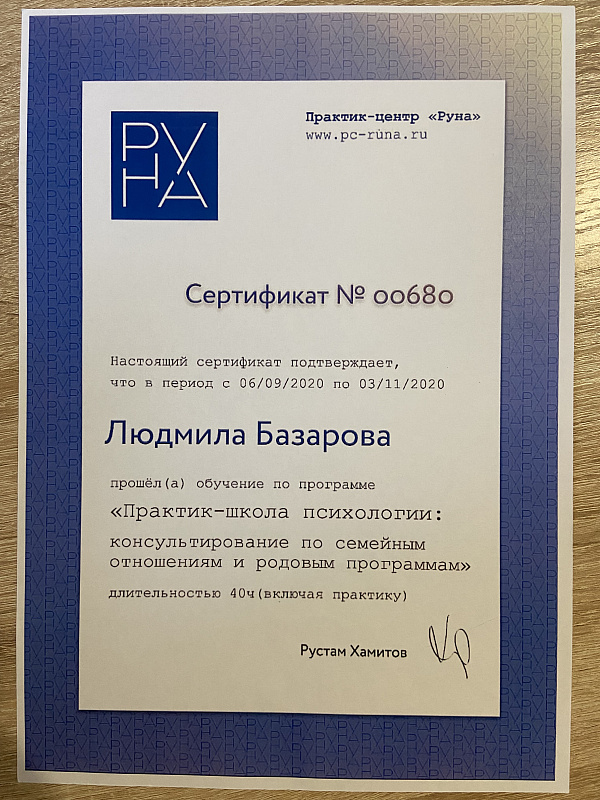 РУНА
Практик-центр «Руна»
www.pc-runa.ru
Сертификат № 00680
Настоящий сертификат подтверждает,
что в период с 06/09/2020 по 03/11/2020
Людмила Базарова
прошёл(а) обучение по программе
«Практик-школа психологии:
консультирование по семейным
отношениям и родовым программам»
длительностью 40ч(включая практику)
Рустам Хамитов